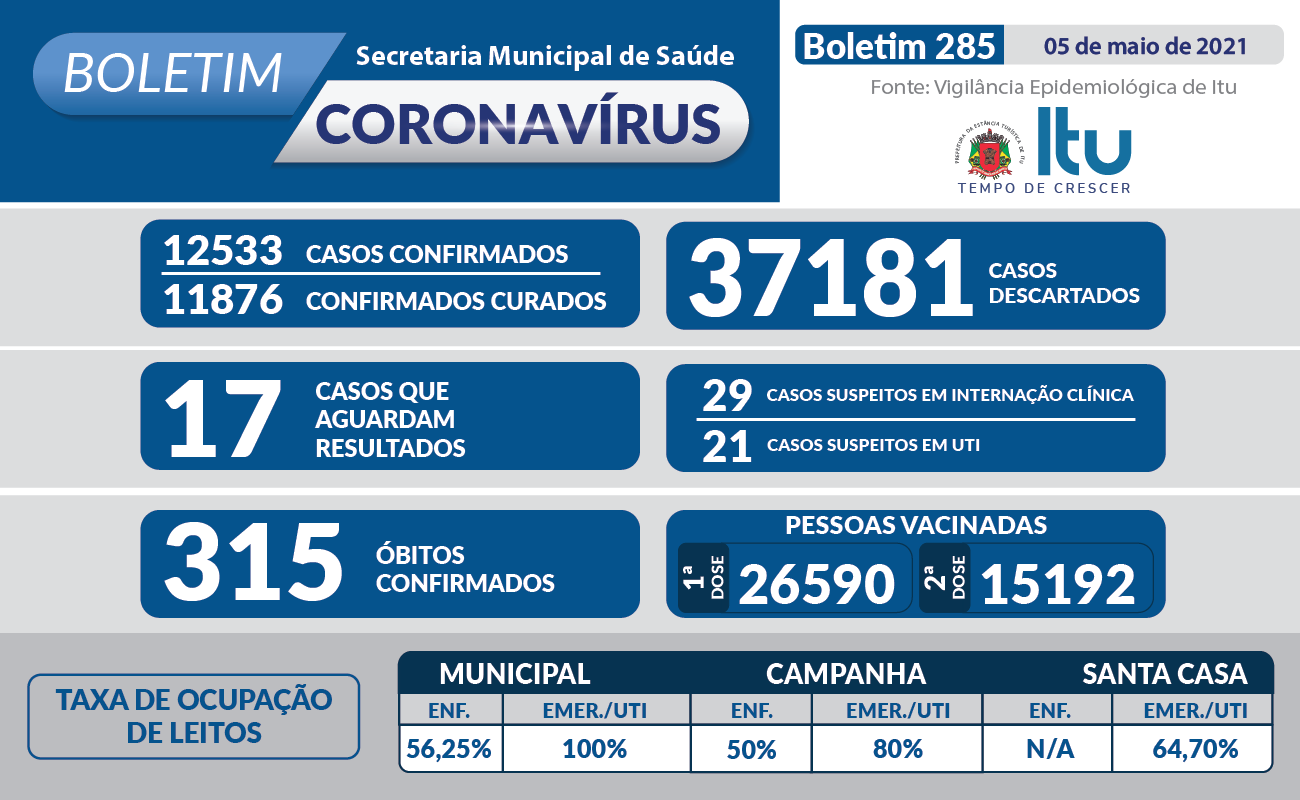 BOLETIM
Secretaria Municipal de Saúde
CORONAVÍRUS
Boletim 285
05 de maio de 2021
Fonte: Vigilância Epidemiológica de Itu
PREFEITURA DA ESTÂNCIA TURÍSTICA DE ITU
Itu
TEMPO DE CRESCER
12533 CASOS CONFIRMADOS
11876 CONFIRMADOS CURADOS
37181 CASOS
DESCARTADOS
17 CASOS QUE
AGUARDAM
RESULTADOS
29 CASOS SUSPEITOS EM INTERNAÇÃO CLÍNICA
21 CASOS SUSPEITOS EM UTI
315 ÓBITOS
CONFIRMADOS
PESSOAS VACINADAS
1ª DOSE 26590 2ª DOSE 15192
TAXA DE OCUPAÇÃO
DE LEITOS
MUNICIPAL CAMPANHA SANTA CASA
ENF. EMER./UTI ENF. EMER./UTI ENF. EMER./UTI
56,25% 100% 50% 80% N/A 64,70%